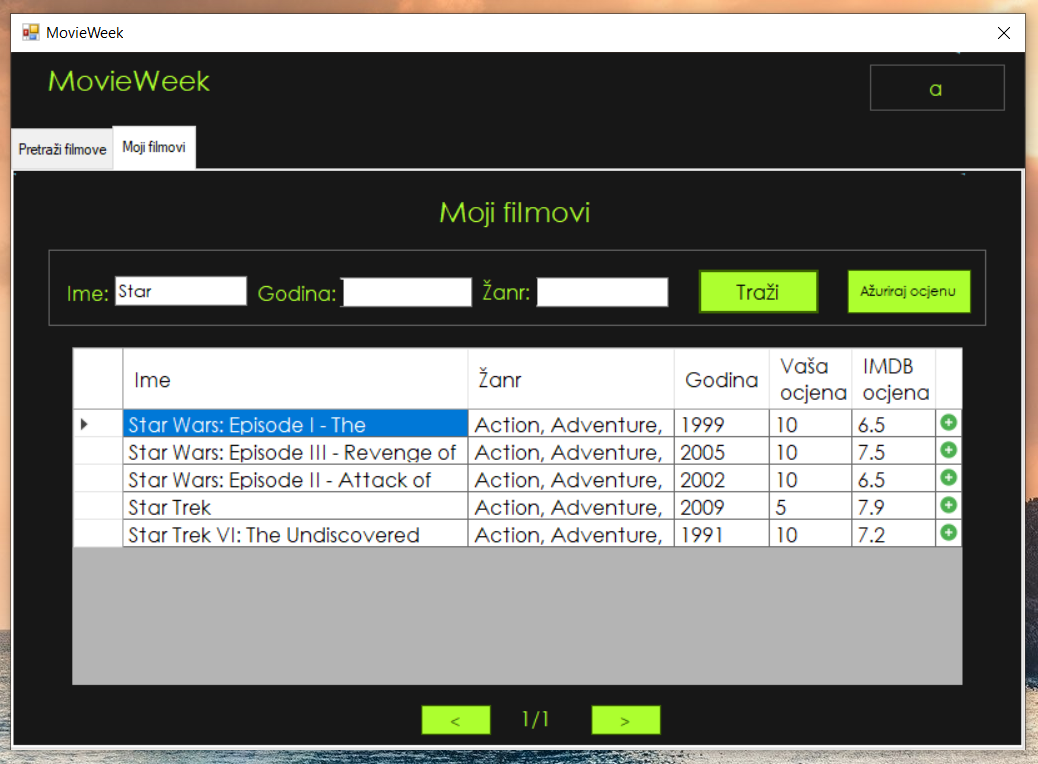 MovieWeek
MovieWeek
a
Pretraži filmove
Moji filmovi
Moji filmovi
Ime: Star Godina: Žanr: Traži Ažuriraj ocjenu
Ime Žanr Godina Vaša ocjena IMDB ocjena
Star Wars: Episode I - The Action, Adventure, 1999 10 6.5
Star Wars: Episode III - Revenge of Action, Adventure, 2005 10 7.5
Star Wars: Episode II - Attack of Action, Adventure, 2002 10 6.5
Star Trek Action, Adventure, 2009 5 7.9
Star Trek VI: The Undiscovered Action, Adventure, 1991 10 7.2
< 1/1 >